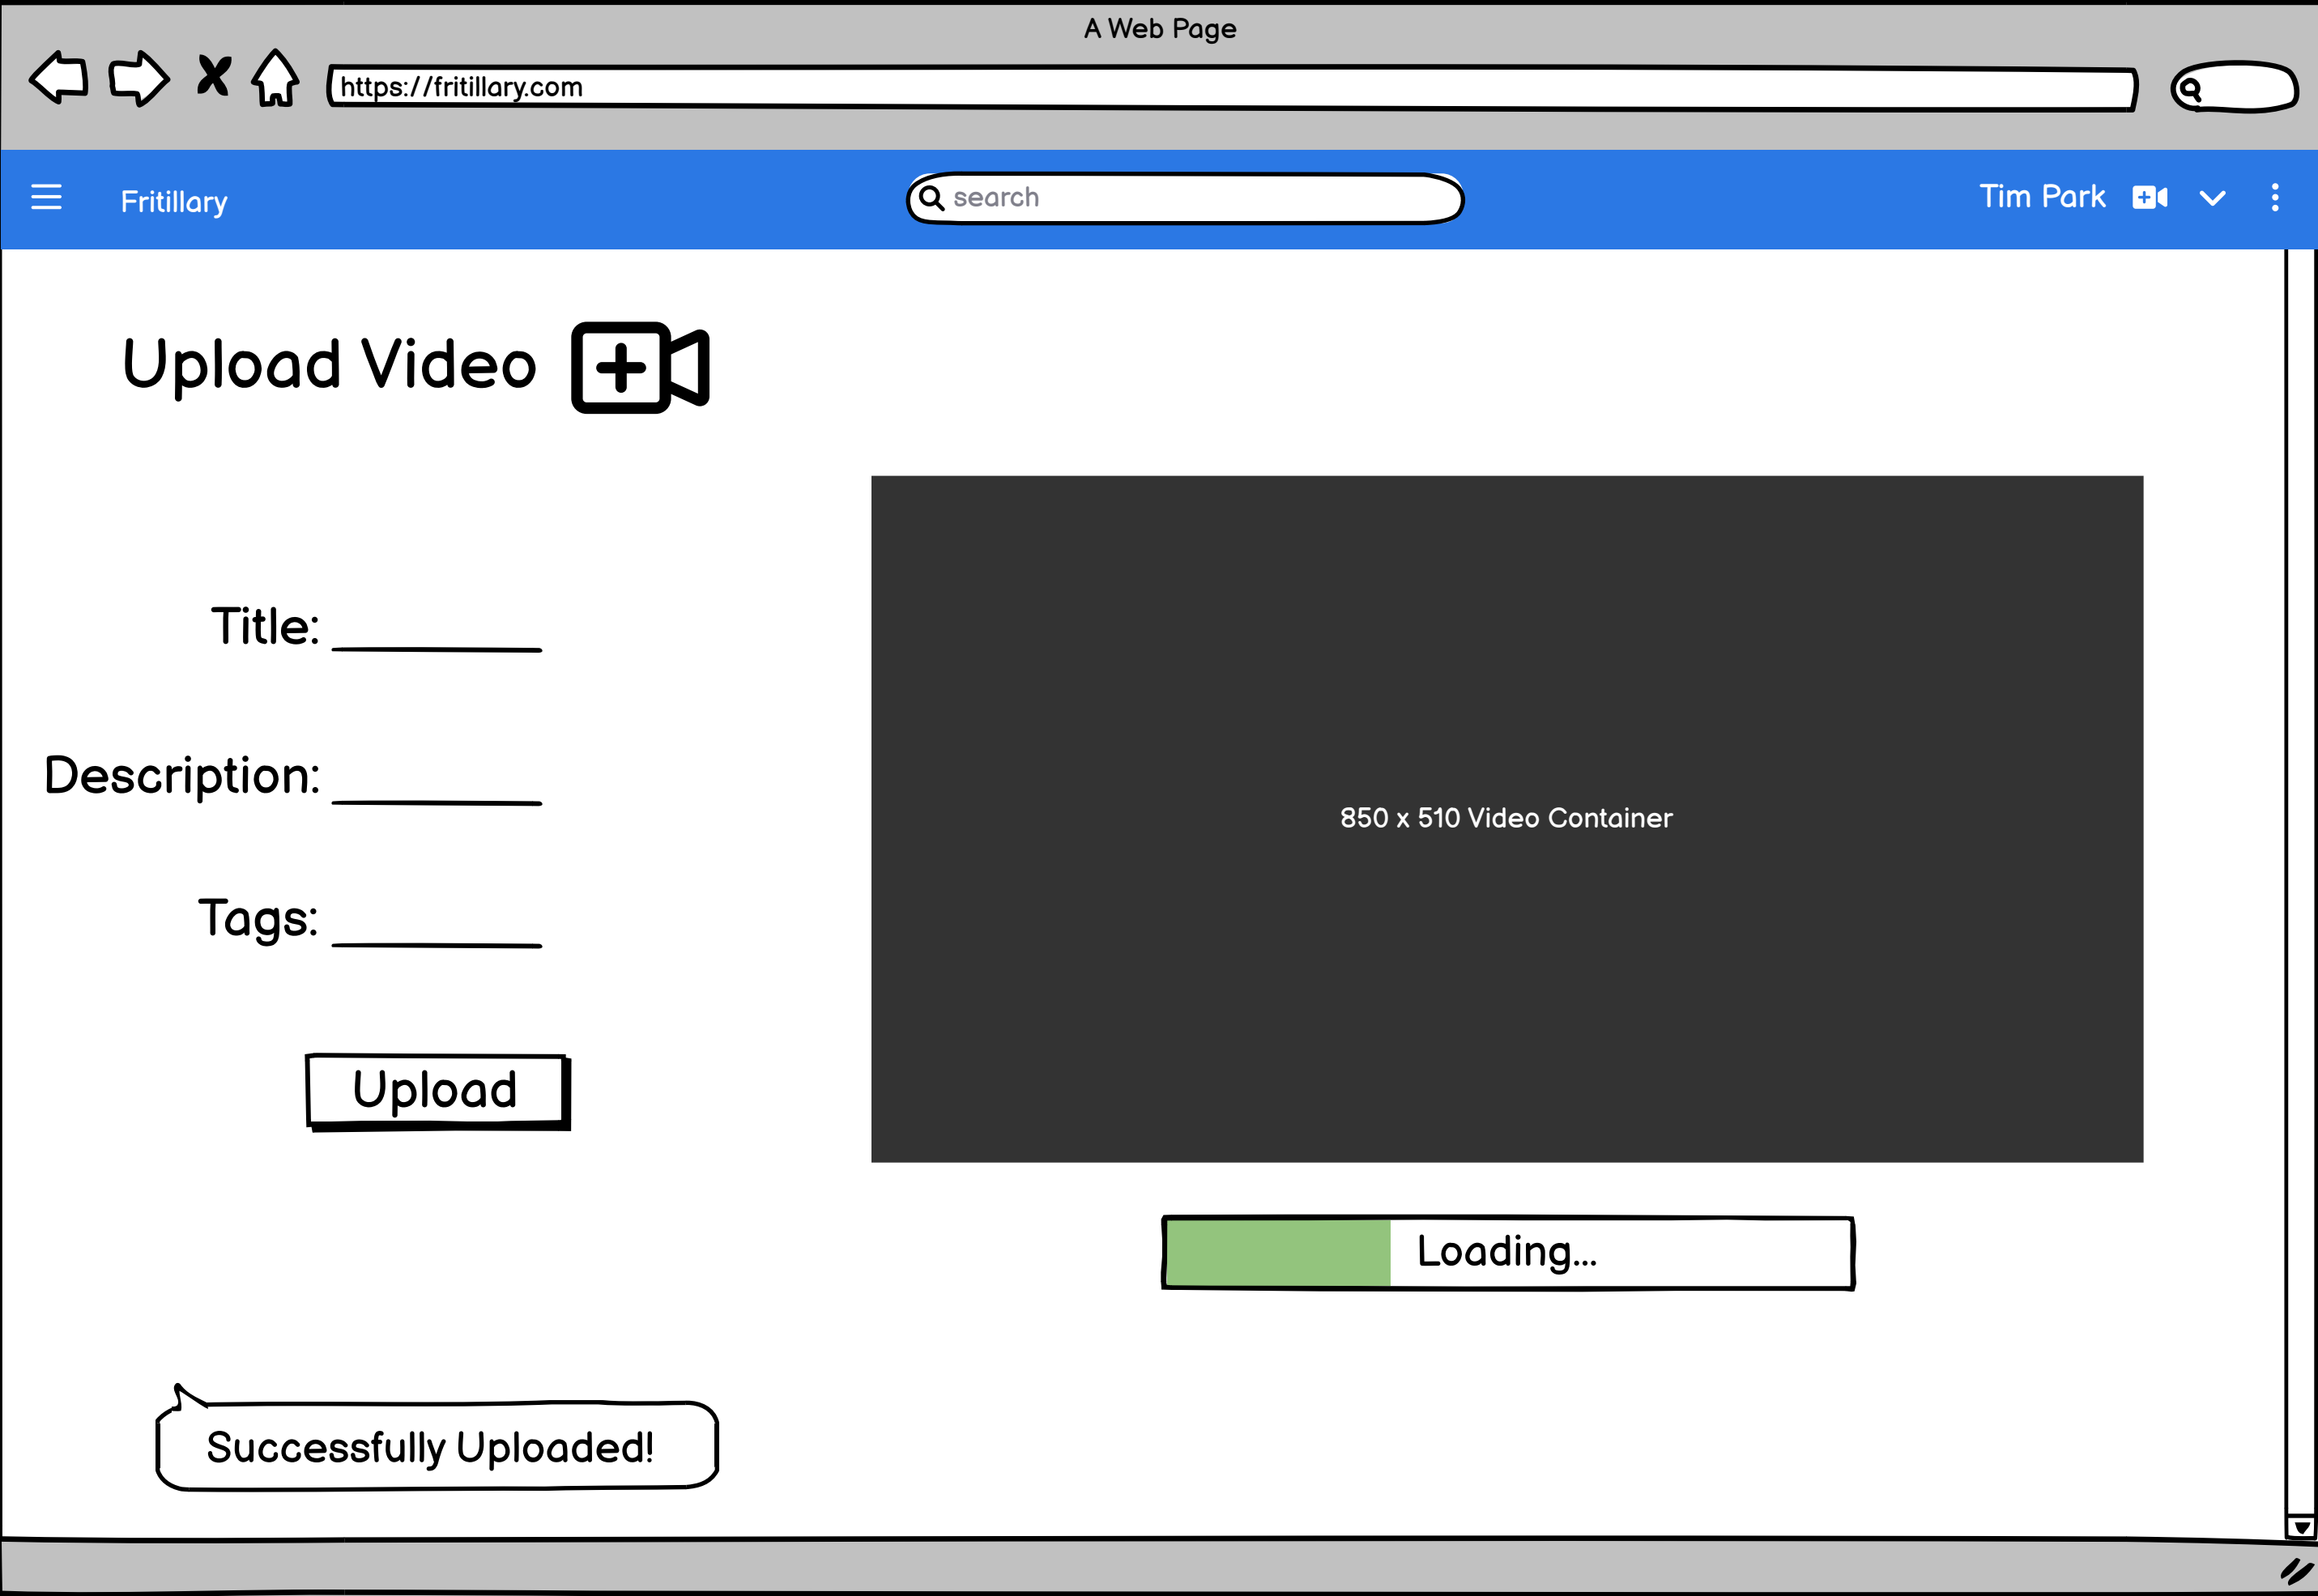 A Web Page
https://fritillary.com
Fritillary
search
Tim Park
Upload Video
Title:
Description:
Tags:
Upload
850 x 510 Video Container
Loading...
Successfully Uploaded!